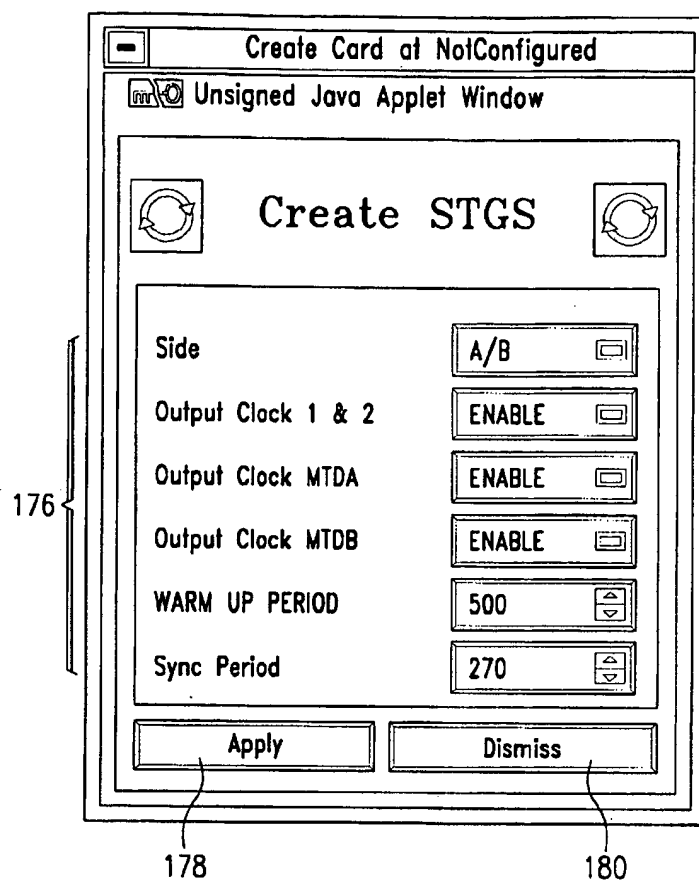 Create Card at NotConfigured
Unsigned Java Applet Window
Create STGS
Side A/B
Output Clock 1 & 2 ENABLE
Output Clock MTDA ENABLE
176
Output Clock MTDB ENABLE
WARM UP PERIOD 500
Sync Period 270
Apply Dismiss
178 180